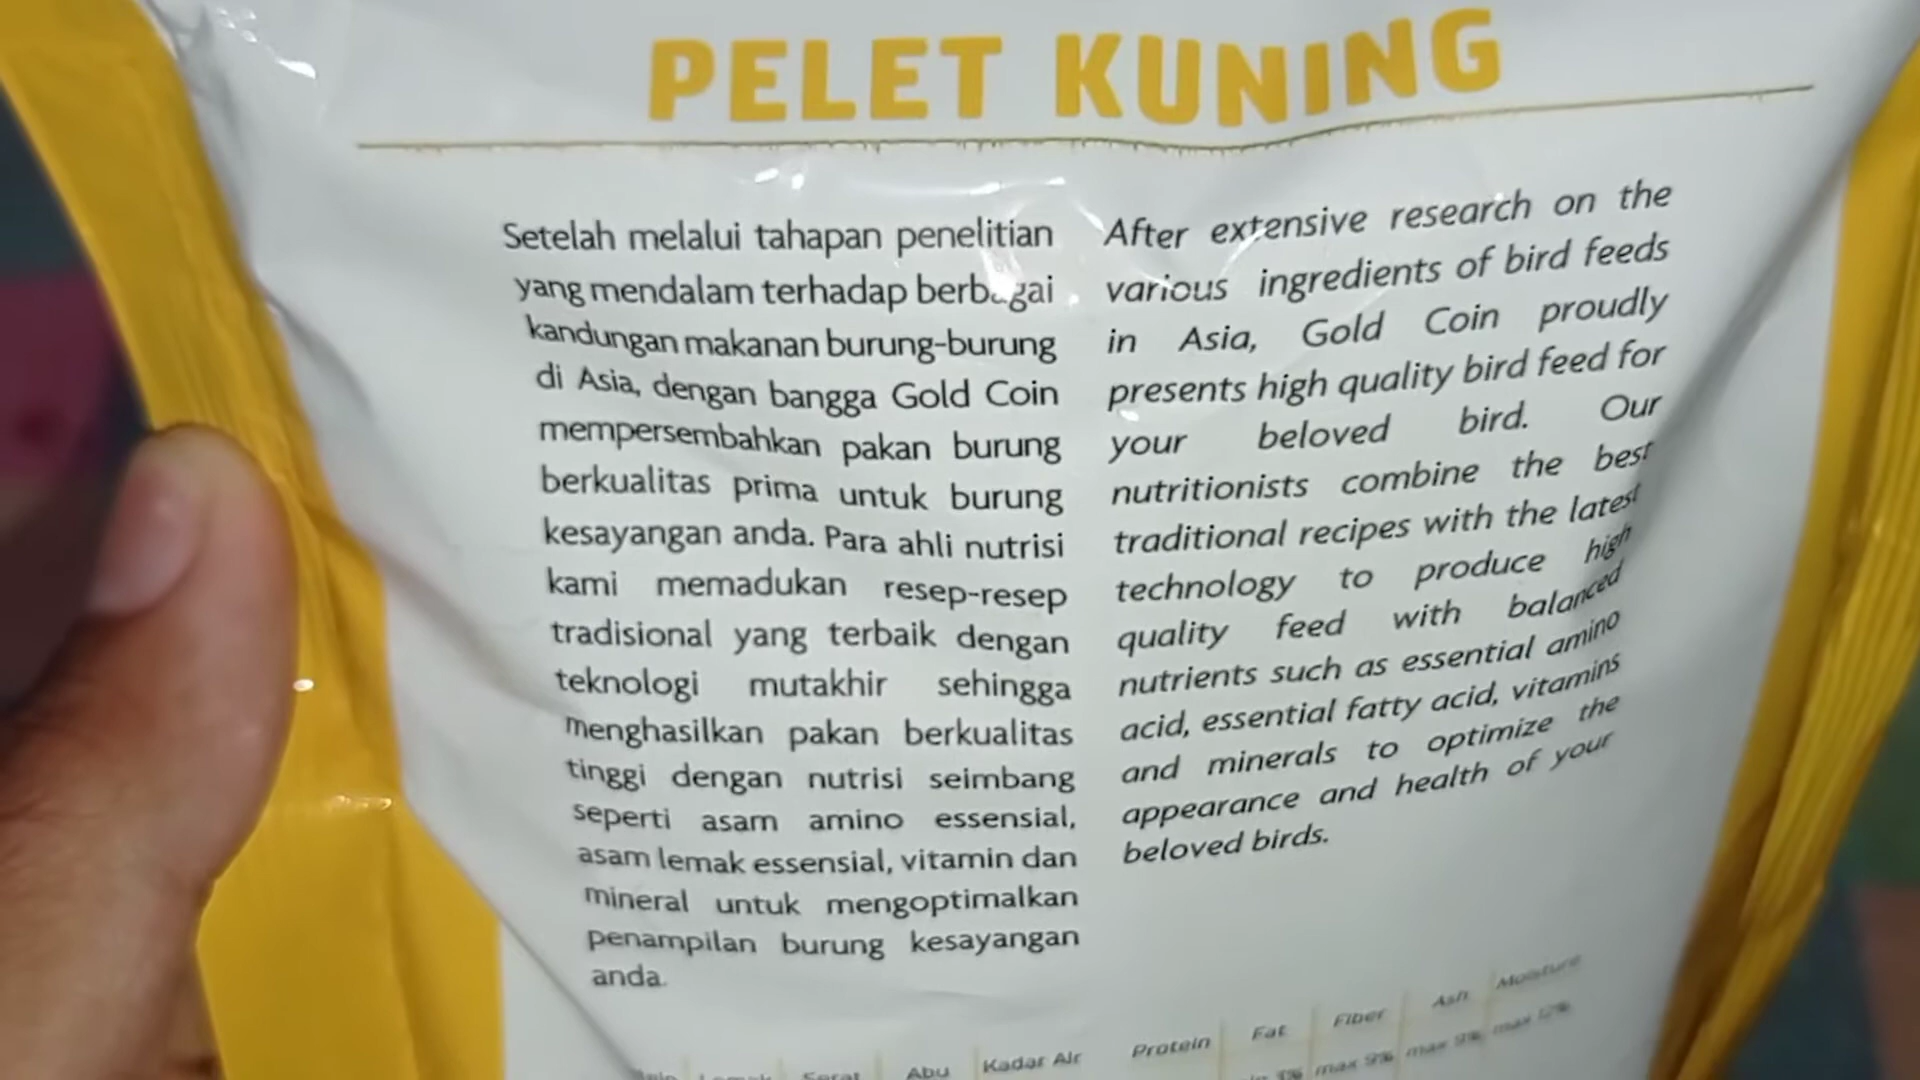 PELET KUNING
Setelah melalui tahapan penelitian
yang mendalam terhadap berbagai
kandungan makanan burung-burung
di Asia, dengan bangga Gold Coin
mempersembahkan pakan burung
berkualitas prima untuk burung
kesayangan anda. Para ahli nutrisi
kami memadukan resep-resep
tradisional yang terbaik dengan
teknologi mutakhir sehingga
menghasilkan pakan berkualitas
tinggi dengan nutrisi seimbang
seperti asam amino essensial,
asam lemak essensial, vitamin dan
mineral untuk mengoptimalkan
penampilan burung kesayangan
anda.
After extensive research on the
various ingredients of bird feeds
in Asia, Gold Coin proudly
presents high quality bird feed for
your beloved bird. Our
nutritionists combine the best
traditional recipes with the latest
technology to produce high
quality feed with balanced
nutrients such as essential amino
acid, essential fatty acid, vitamins
and minerals to optimize the
appearance and health of your
beloved birds.
Abu Kadar Air
Protein Fat Fiber Ash Moisture
max 9% max 9% max 12%